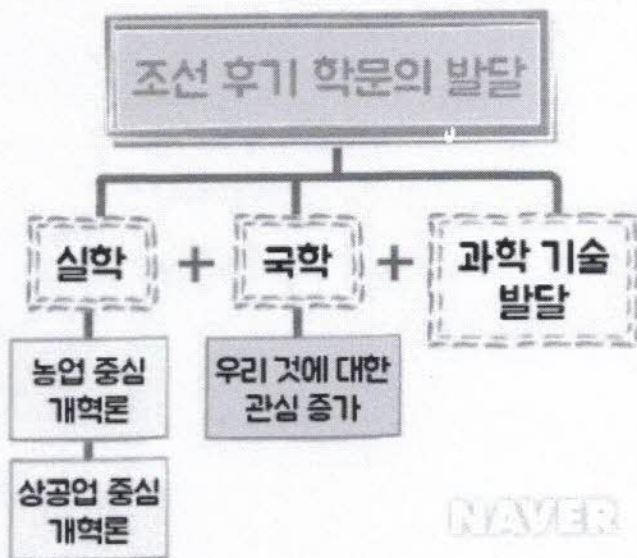 조선 후기 학문의 발달
실학 + 국학 + 과학 기술
발달
농업 중심
개혁론
우리 것에 대한
관심 증가
상공업 중심
개혁론
NAVER